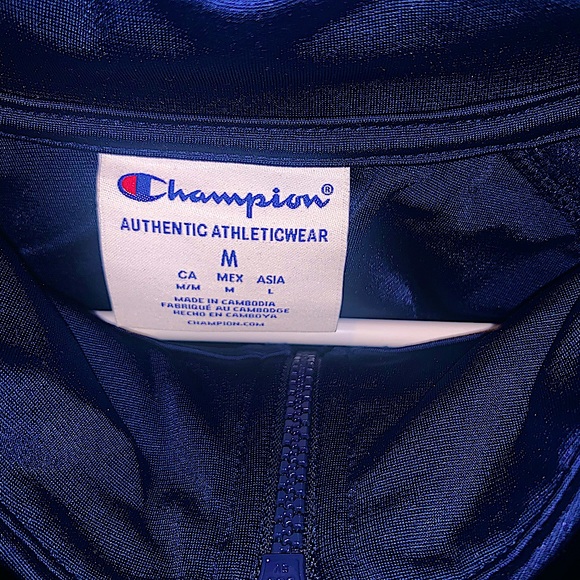 Champion®
AUTHENTIC ATHLETICWEAR
M
CA MEX ASIA
M/M M L
MADE IN CAMBODIA
FABRIQUÉ AU CAMBODGE
HECHO EN CAMBOYA
CHAMPION.COM